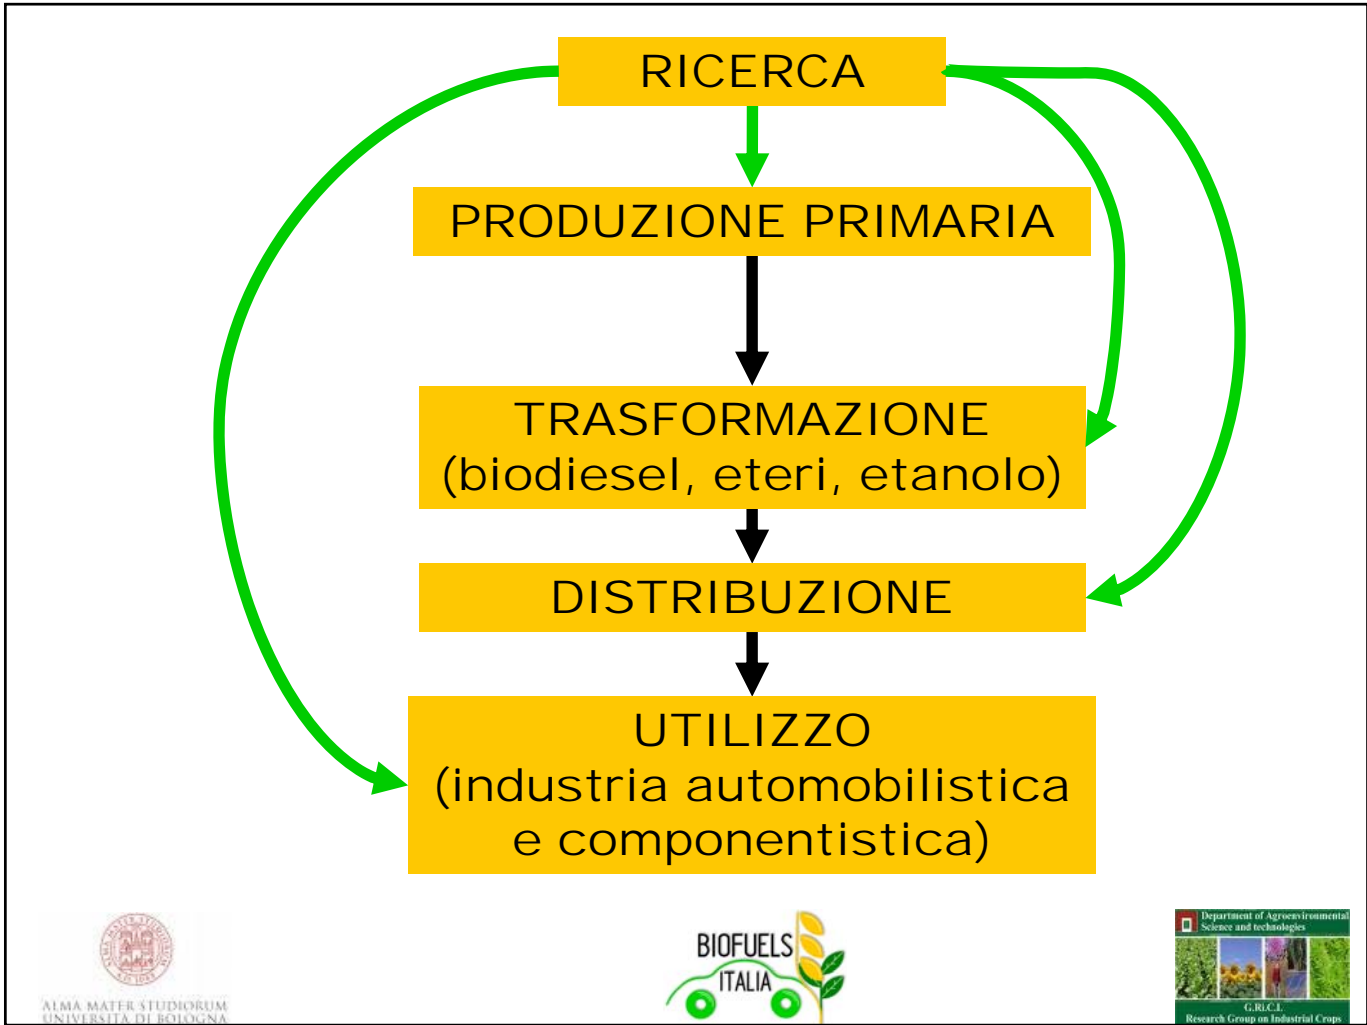 RICERCA
PRODUZIONE PRIMARIA
TRASFORMAZIONE
(biodiesel, eteri, etanolo)
DISTRIBUZIONE
UTILIZZO
(industria automobilistica
e componentistica)
ALMA MATER STUDIORUM
UNIVERSITÀ DI BOLOGNA
BIOFUELS
ITALIA
Department of Agroenvironmental
Science and technologies
G.Ri.C.I.
Research Group on Industrial Crops